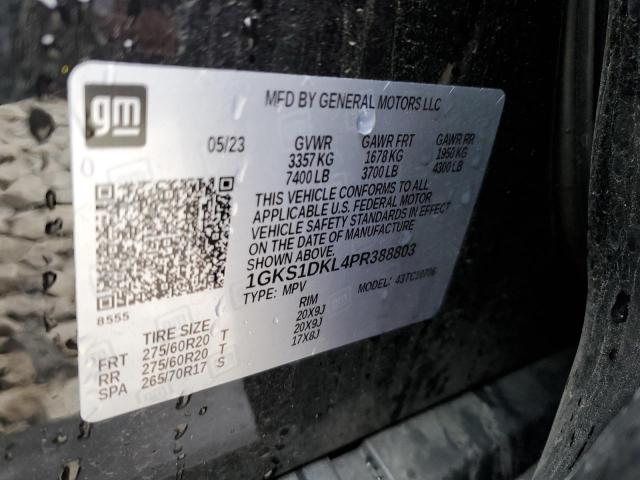 gm
MFD BY GENERAL MOTORS LLC
05/23 GVWR GAWR FRT GAWR RR
3357 KG 1678 KG 1950 KG
7400 LB 3700 LB 4300 LB
THIS VEHICLE CONFORMS TO ALL
APPLICABLE U.S. FEDERAL MOTOR
VEHICLE SAFETY STANDARDS IN EFFECT
ON THE DATE OF MANUFACTURE
SHOWN ABOVE.
1GKS1DKL4PR388803
TYPE: MPV MODEL: 43TC10706
8555
TIRE SIZE RIM
FRT 275/60R20 T 20X9J
RR 275/60R20 T 20X9J
SPA 265/70R17 S 17X8J